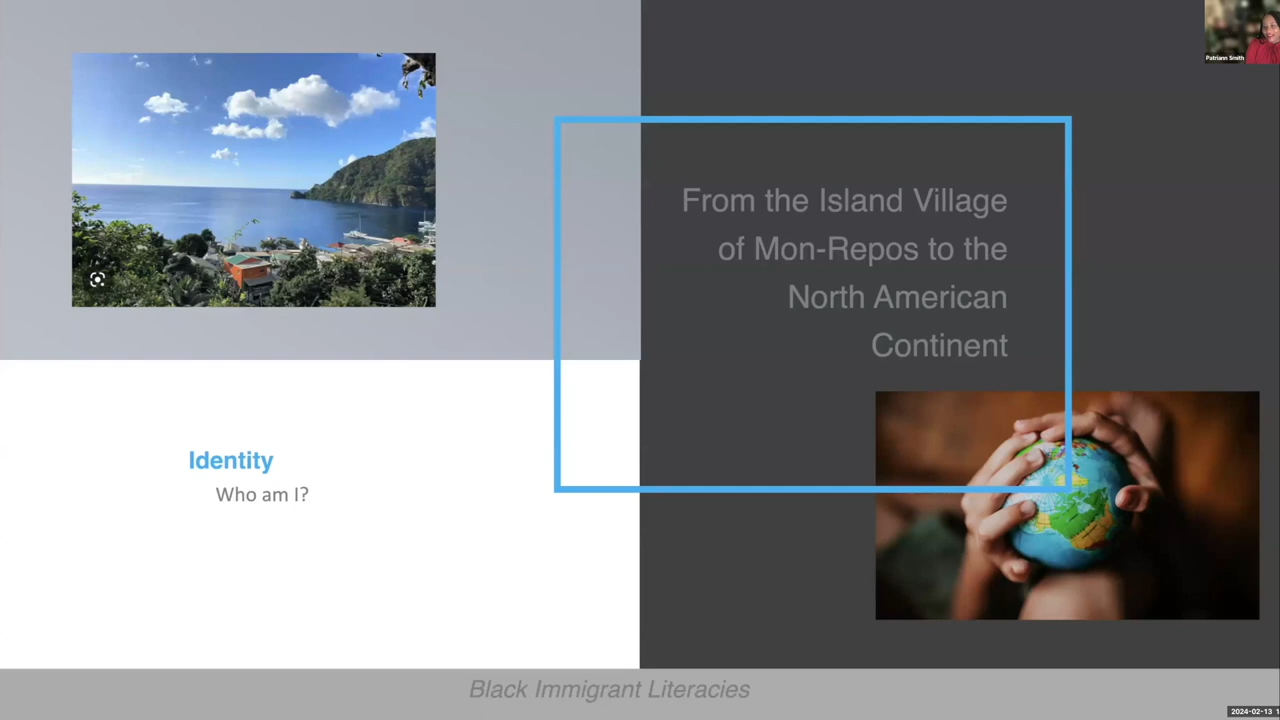 Patriann Smith
From the Island Village
of Mon-Repos to the
North American
Continent
Identity
Who am I?
Black Immigrant Literacies
2024-02-13 1